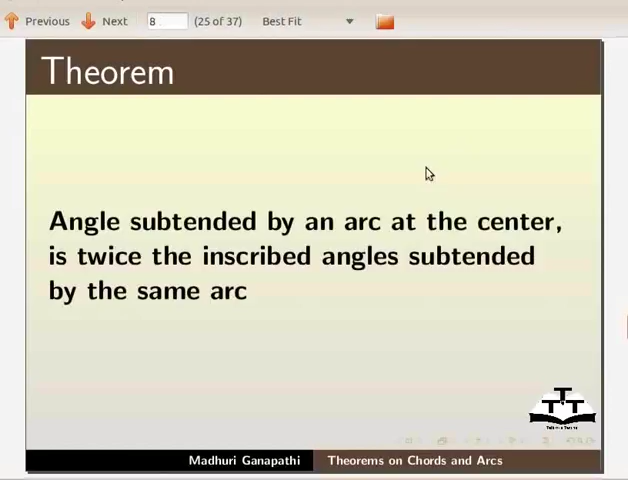 Previous Next 8 (25 of 37) Best Fit
Theorem
Angle subtended by an arc at the center,
is twice the inscribed angles subtended
by the same arc
Madhuri Ganapathi Theorems on Chords and Arcs